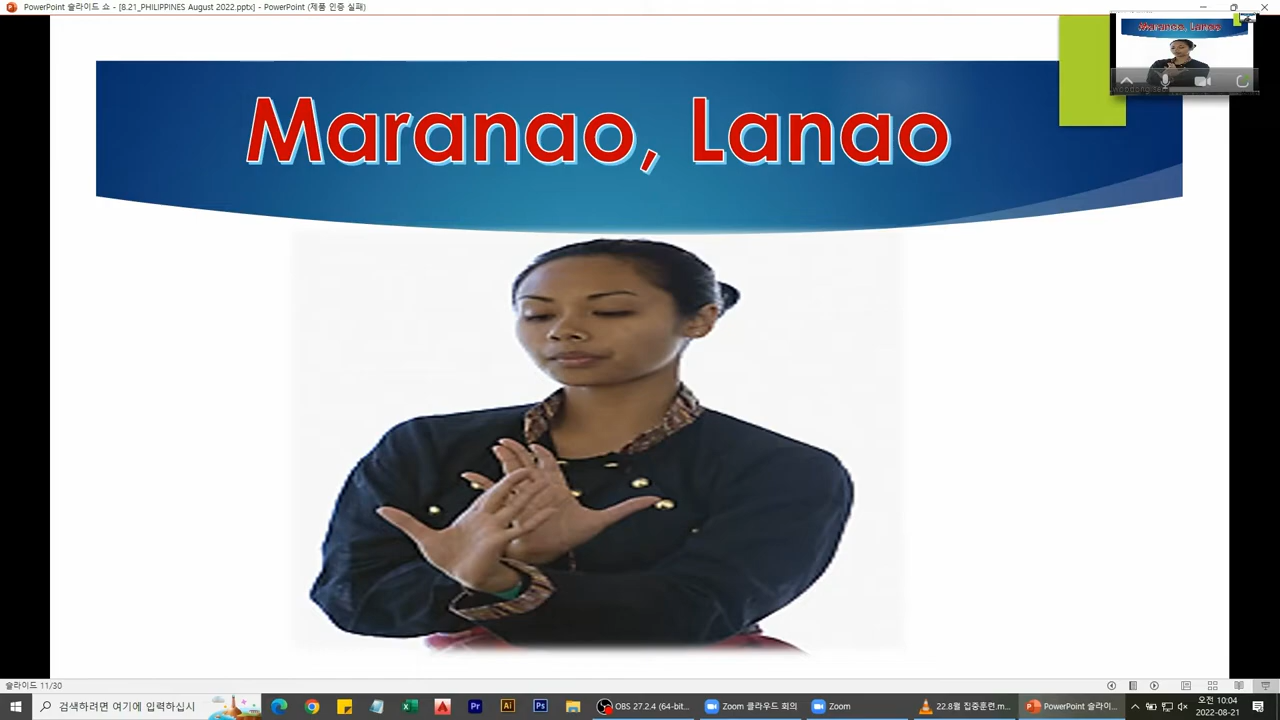 PowerPoint 슬라이드 쇼 - [8.21_PHILIPPINES August 2022.pptx] - PowerPoint (제품 인증 실패)
Maranao, Lanao
Maranao, Lanao
슬라이드 11/30
검색하려면 여기에 입력하십시
OBS 27.2.4 (64-bit...
Zoom 클라우드 회의
Zoom
22.8월 집중훈련.m...
PowerPoint 슬라이...
오전 10:04
2022-08-21